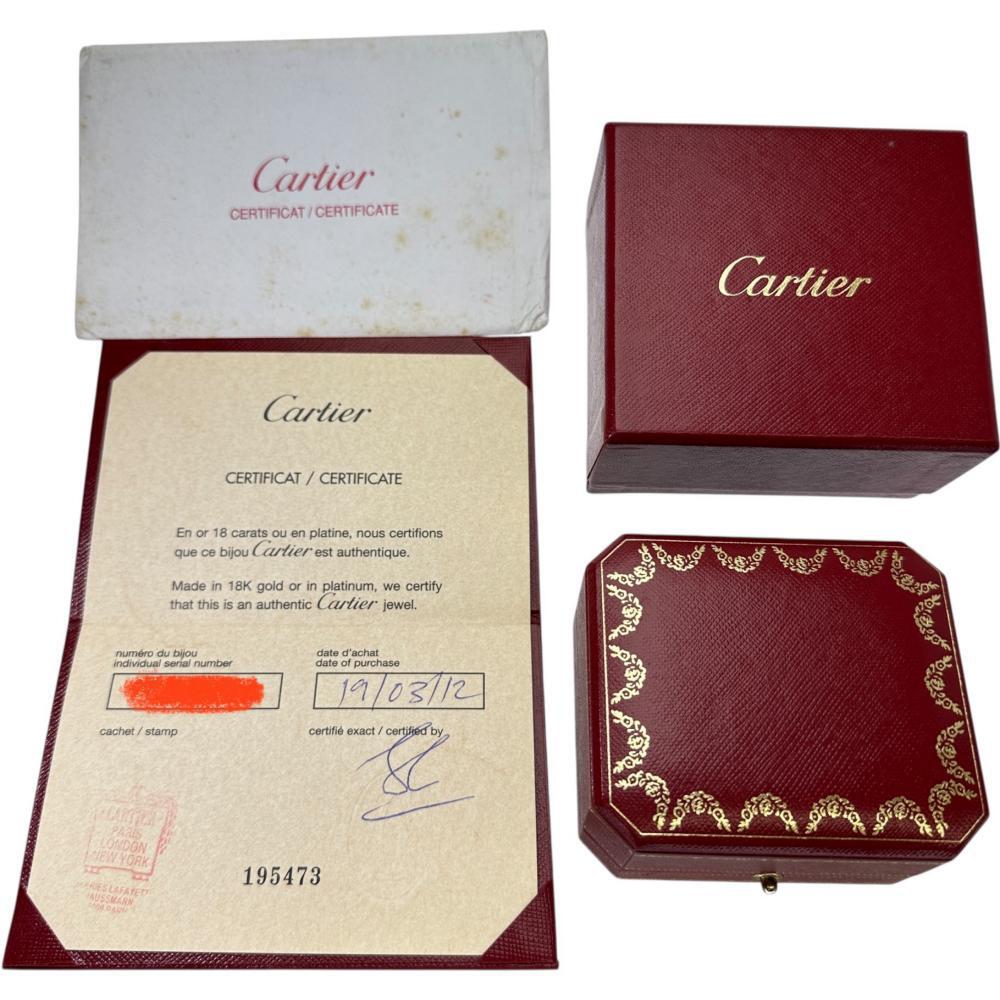 Cartier
CERTIFICAT / CERTIFICATE
Cartier
Cartier
CERTIFICAT / CERTIFICATE
En or 18 carats ou en platine, nous certifions
que ce bijou Cartier est authentique.
Made in 18K gold or in platinum, we certify
that this is an authentic Cartier jewel.
numéro du bijou
individual serial number
date d'achat
date of purchase
19/03/12
cachet / stamp
certifié exact / certified by
CARTIER
PARIS
LONDON
NEW YORK
195473